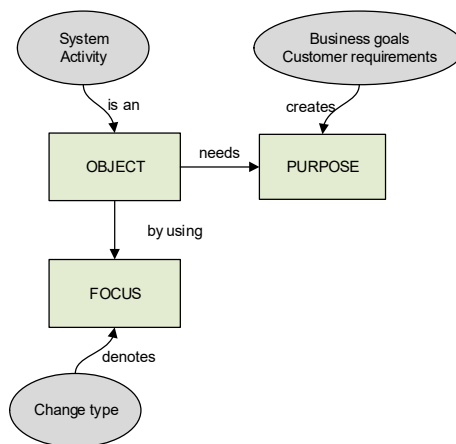 System
Activity
Business goals
Customer requirements
is an
creates
OBJECT
needs
PURPOSE
by using
FOCUS
denotes
Change type